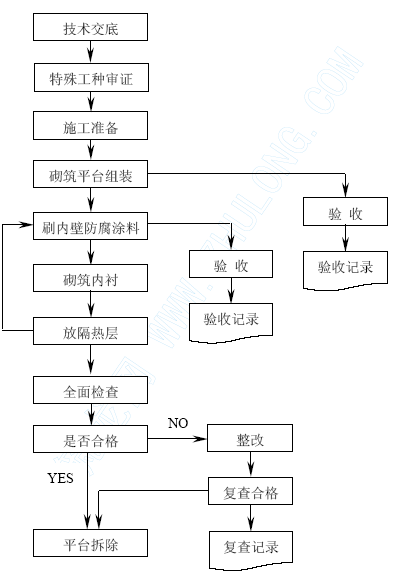 技术交底
特殊工种审证
施工准备
砌筑平台组装
验 收
刷内壁防腐涂料
验 收
验收记录
砌筑内衬
验收记录
放隔热层
全面检查
是否合格
NO
整改
YES
复查合格
平台拆除
复查记录
WWW.ZHULONG.COM